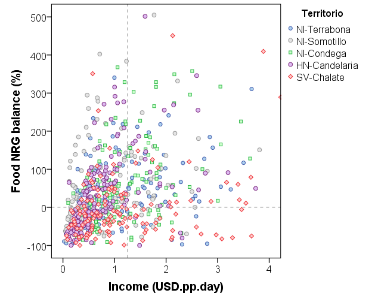 Territorio
NI-Terrabona
NI-Somotillo
NI-Condega
HN-Candelaria
SV-Chalate
Food NRG balance (%)
500
400
300
200
100
0
-100
0 1 2 3 4
Income (USD.pp.day)